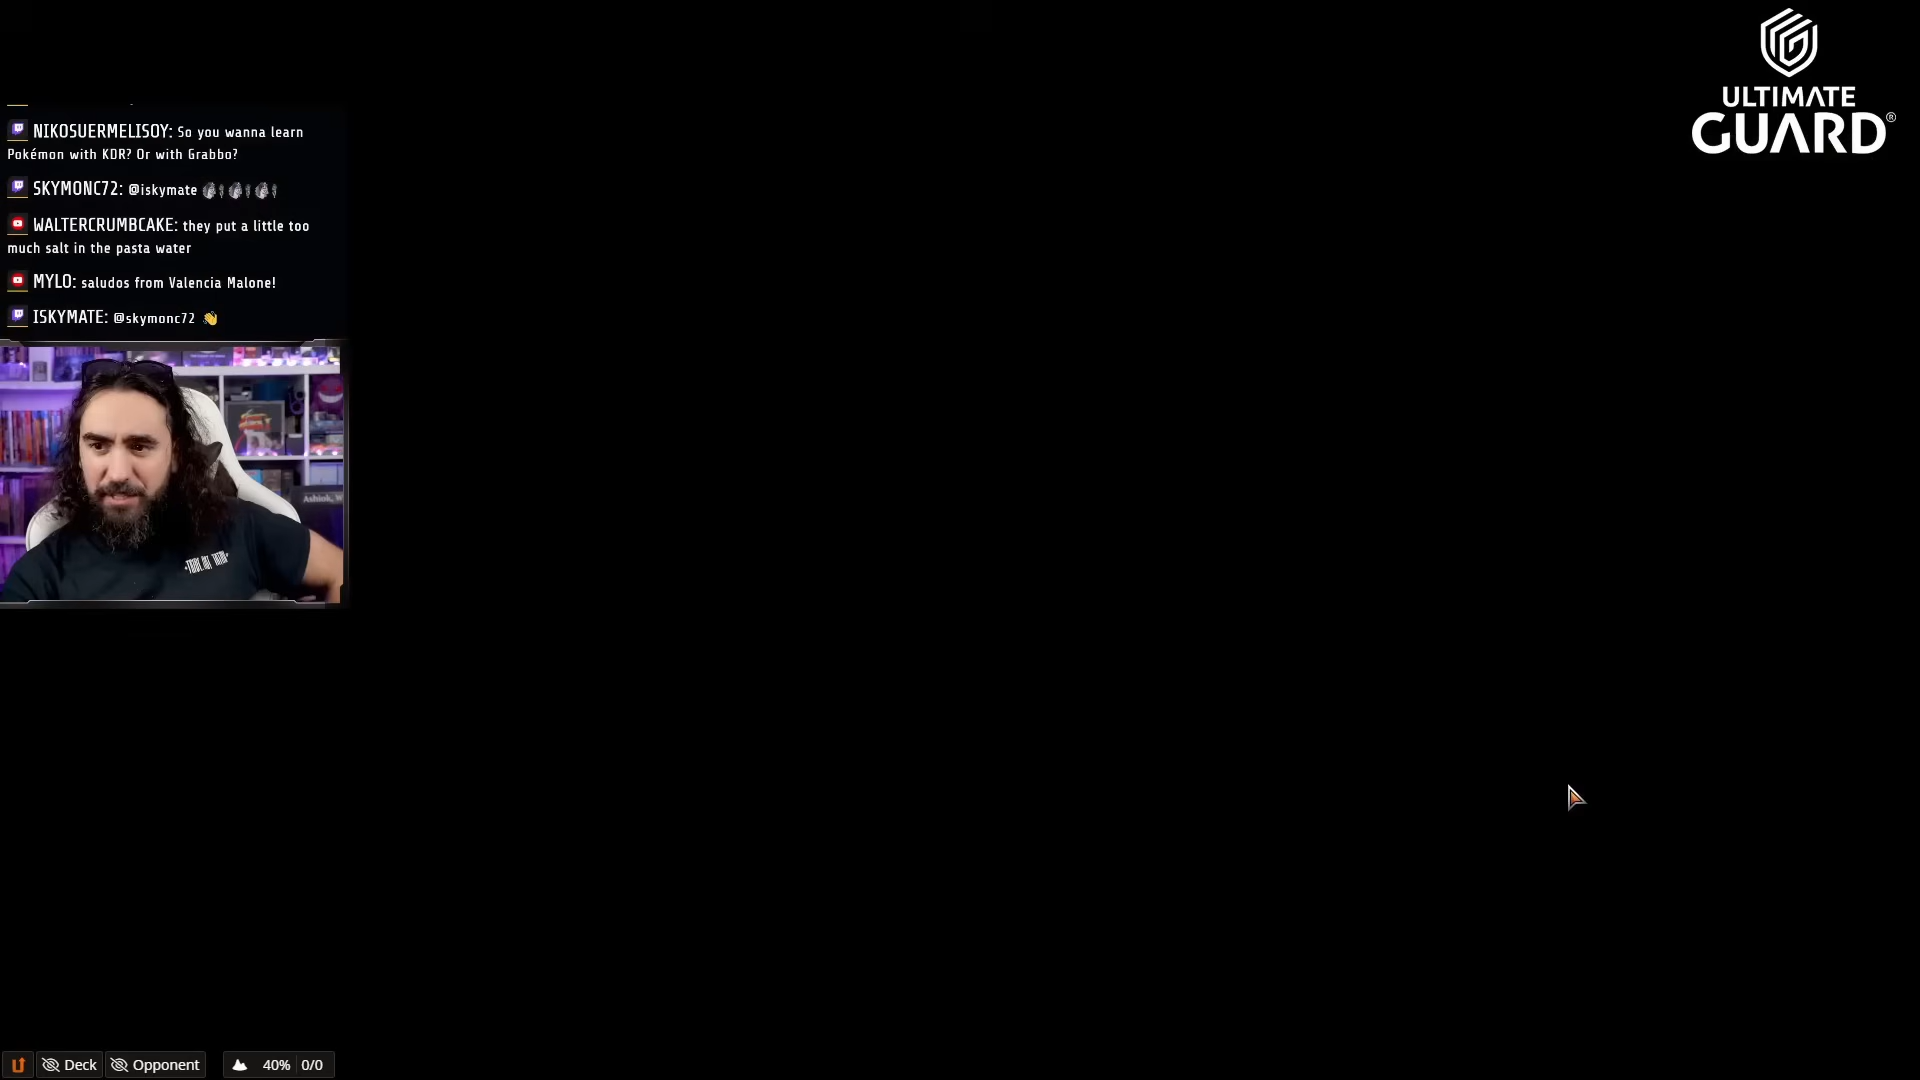 ULTIMATE
GUARD®
NIKOSUERMELISOY: So you wanna learn
Pokémon with KDR? Or with Grabbo?
SKYMONC72: @iskymate
WALTERCRUMBCAKE: they put a little too
much salt in the pasta water
MYLO: saludos from Valencia Malone!
ISKYMATE: @skymonc72 👋
Ashiok, W
Deck
Opponent
40%
0/0